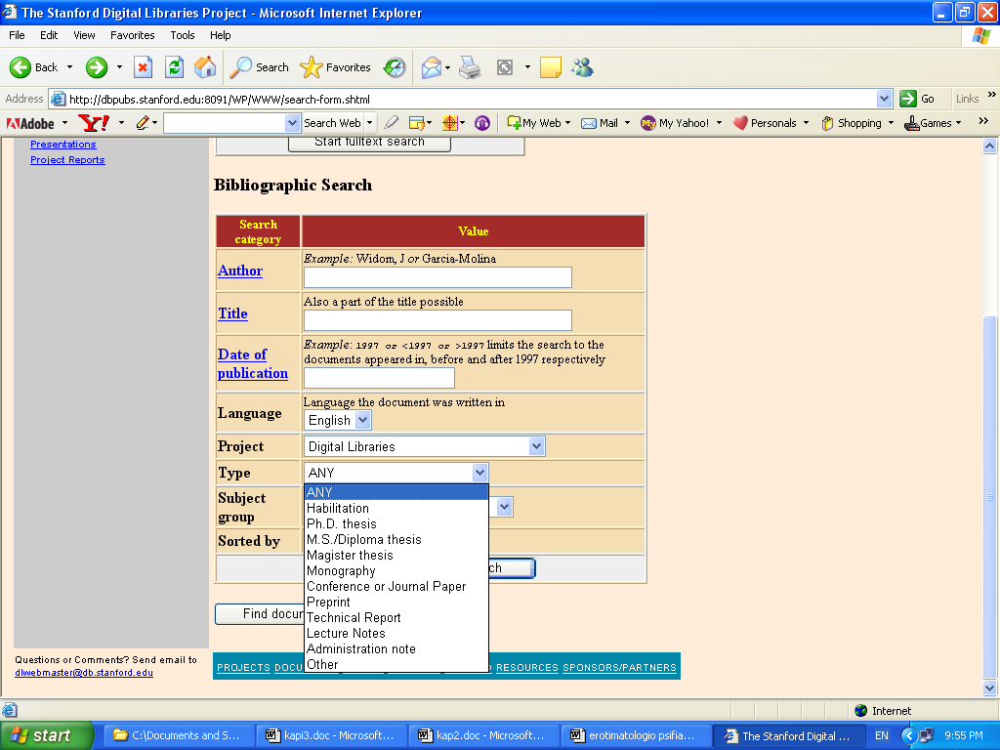 The Stanford Digital Libraries Project - Microsoft Internet Explorer
File Edit View Favorites Tools Help
Back Search Favorites
Address http://dbpubs.stanford.edu:8091/WP/WWW/search-form.shtml Go Links »
Adobe Y! Search Web My Web Mail My Yahoo! Personals Shopping Games »
Presentations
Project Reports
Start fulltext search
Bibliographic Search
Search category Value
Author Example: Widom, J or Garcia-Molina
Title Also a part of the title possible
Date of publication Example: 1997 or <1997 or >1997 limits the search to the
documents appeared in, before and after 1997 respectively
Language Language the document was written in
English
Project Digital Libraries
Type ANY
ANY
Subject group
Habilitation
Ph.D. thesis
M.S./Diploma thesis
Sorted by
Magister thesis
Monography
Conference or Journal Paper
Preprint
Technical Report
Lecture Notes
Administration note
Other
Find docu
Questions or Comments? Send email to
dlwebmaster@db.stanford.edu
PROJECTS DOCU RESOURCES SPONSORS/PARTNERS
Internet
start C:\Documents and S... kapi3.doc - Microsoft... kap2.doc - Microsoft... erotimatologio psifia... The Stanford Digital ... EN 9:55 PM